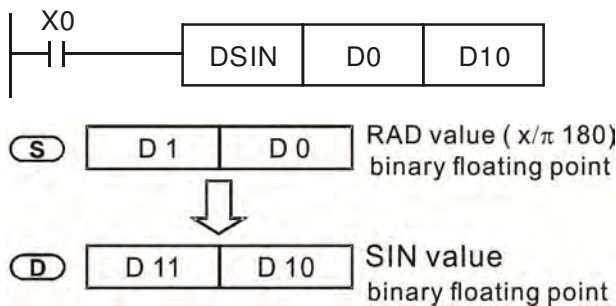 X0
DSIN D0 D10
S D 1 D 0 RAD value ( x/π 180)
binary floating point
D D 11 D 10 SIN value
binary floating point